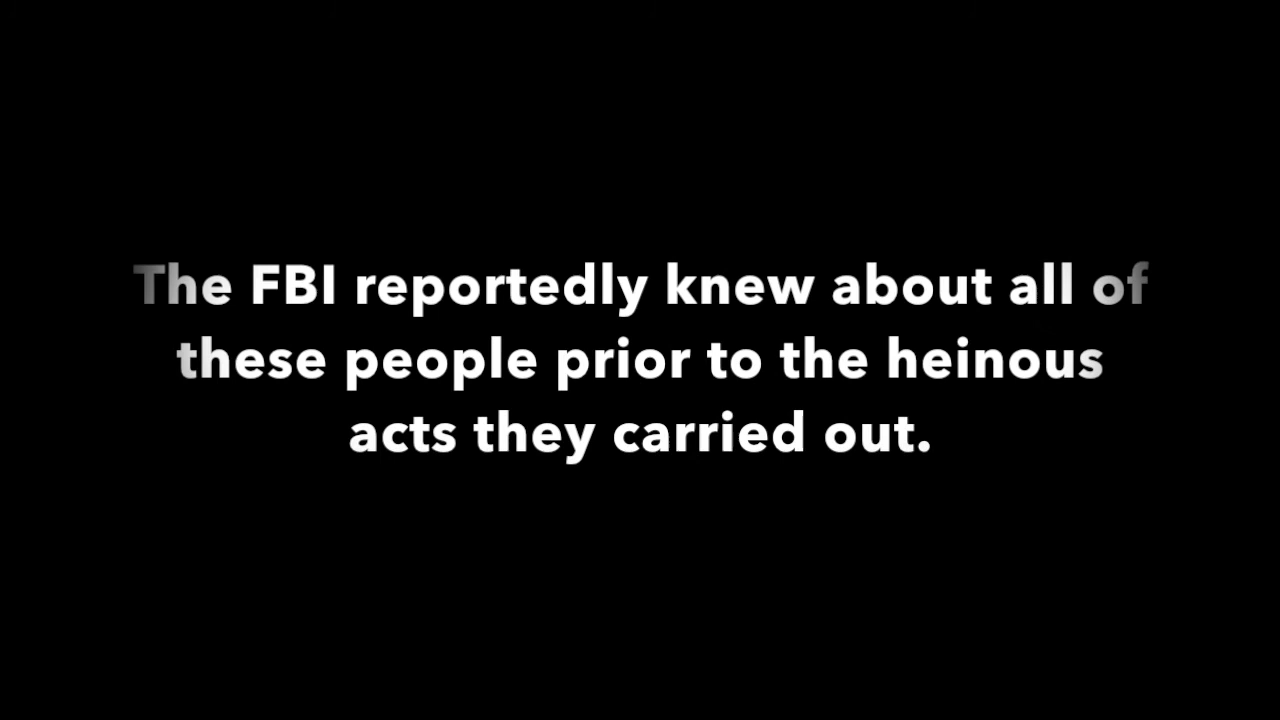 The FBI reportedly knew about all of
these people prior to the heinous
acts they carried out.